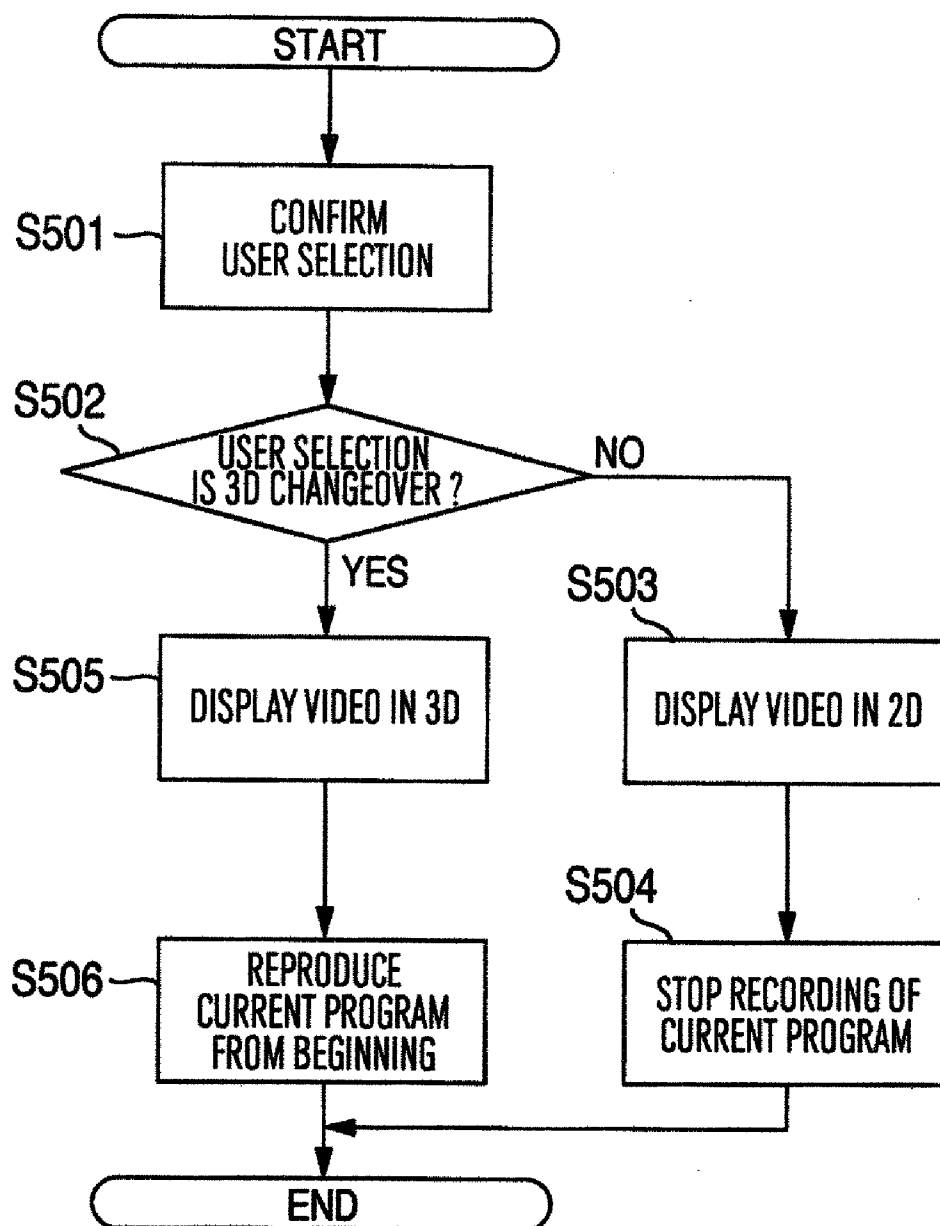 START
S501
CONFIRM
USER SELECTION
S502
USER SELECTION
IS 3D CHANGEOVER ?
NO
YES
S503
S505
DISPLAY VIDEO IN 3D
DISPLAY VIDEO IN 2D
S504
S506
REPRODUCE
CURRENT PROGRAM
FROM BEGINNING
STOP RECORDING OF
CURRENT PROGRAM
END